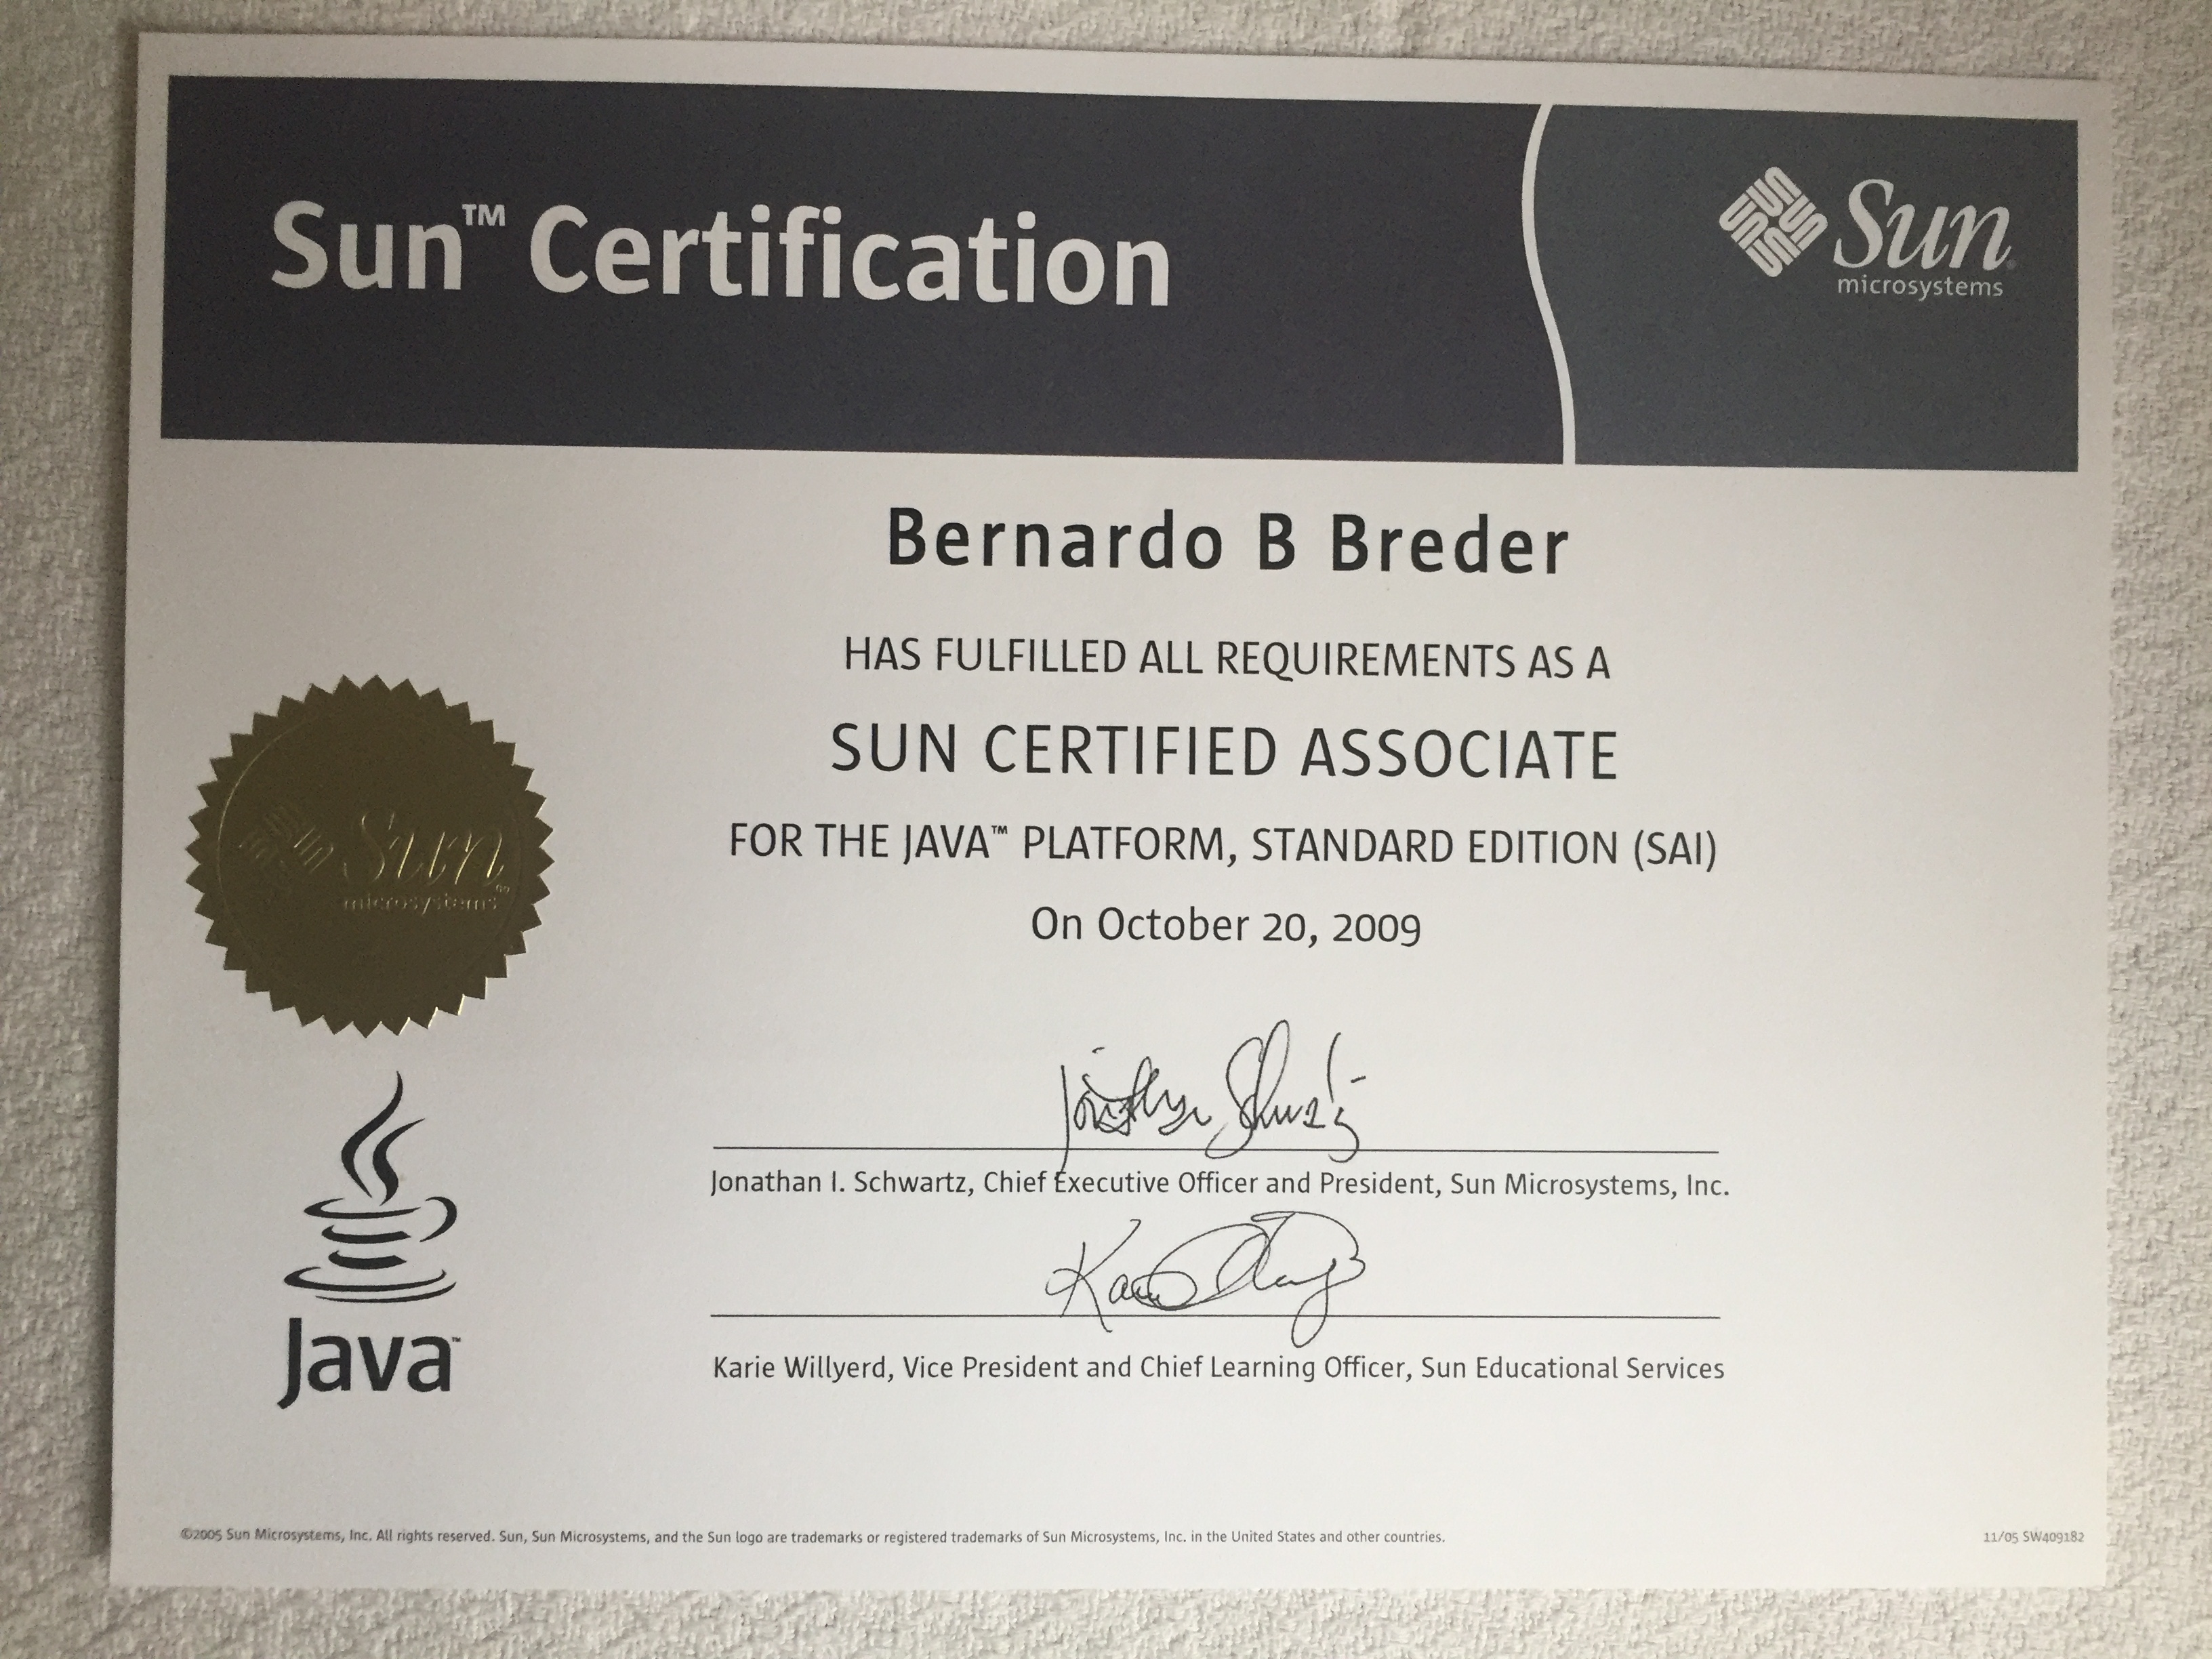 Sun™ Certification
Sun
microsystems
Bernardo B Breder
HAS FULFILLED ALL REQUIREMENTS AS A
SUN CERTIFIED ASSOCIATE
FOR THE JAVA™ PLATFORM, STANDARD EDITION (SAI)
On October 20, 2009
Sun
microsystems
Jonathan Schwartz
Jonathan I. Schwartz, Chief Executive Officer and President, Sun Microsystems, Inc.
Karie Willyerd, Vice President and Chief Learning Officer, Sun Educational Services
Java™
©2005 Sun Microsystems, Inc. All rights reserved. Sun, Sun Microsystems, and the Sun logo are trademarks or registered trademarks of Sun Microsystems, Inc. in the United States and other countries.
11/05 SW409182